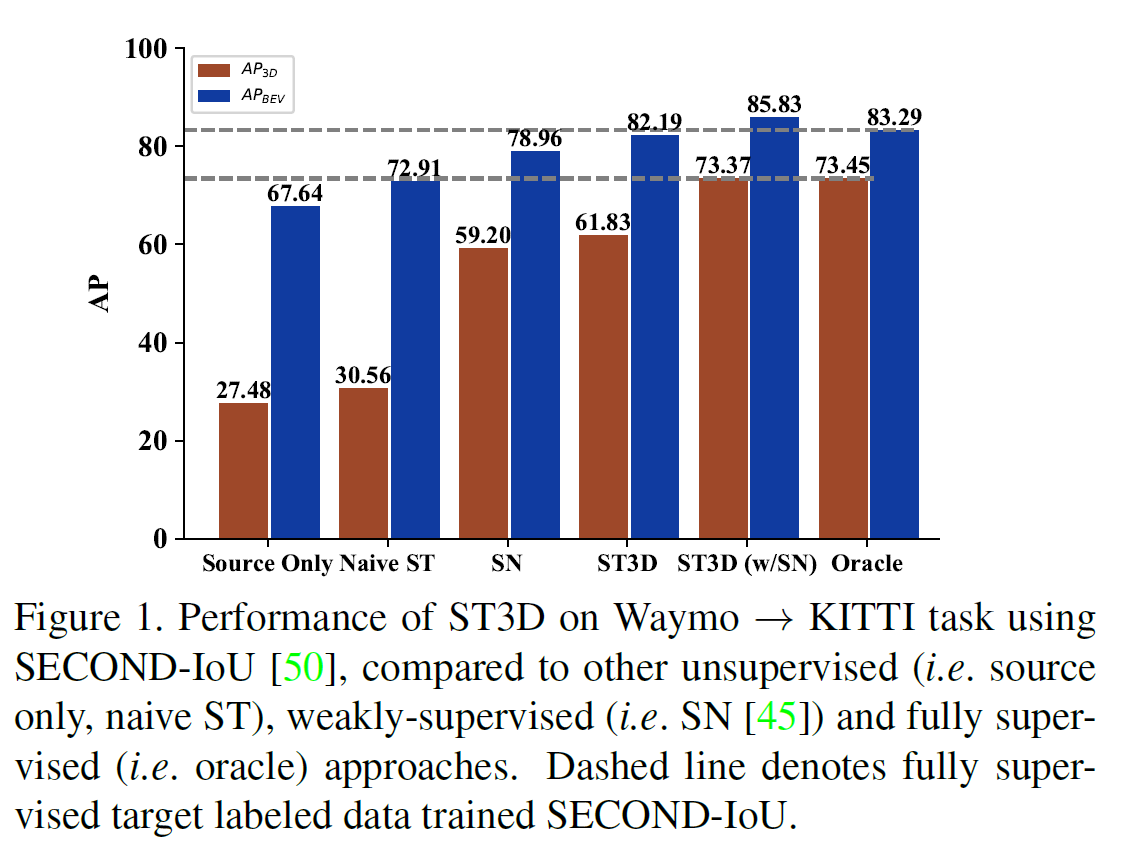 100
AP3D
APBEV
85.83
82.19
83.29
78.96
80
72.91
73.37
73.45
67.64
61.83
60
59.20
AP
40
30.56
27.48
20
0
Source Only Naive ST SN ST3D ST3D (w/SN) Oracle
Figure 1. Performance of ST3D on Waymo → KITTI task using
SECOND-IoU [50], compared to other unsupervised (i.e. source
only, naive ST), weakly-supervised (i.e. SN [45]) and fully super-
vised (i.e. oracle) approaches. Dashed line denotes fully super-
vised target labeled data trained SECOND-IoU.